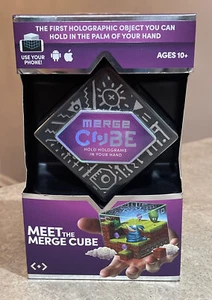 THE FIRST HOLOGRAPHIC OBJECT YOU CAN
HOLD IN THE PALM OF YOUR HAND
USE YOUR
PHONE!
AGES 10+
MERGE
CUBE
HOLD HOLOGRAMS
IN YOUR HAND
MEET THE
MERGE CUBE